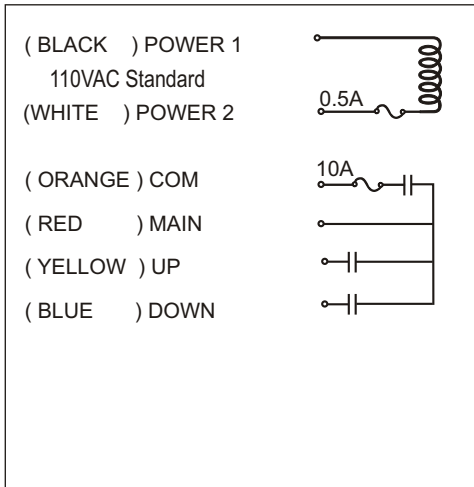 ( BLACK ) POWER 1
110VAC Standard
(WHITE ) POWER 2
0.5A
( ORANGE ) COM
10A
( RED ) MAIN
( YELLOW ) UP
( BLUE ) DOWN